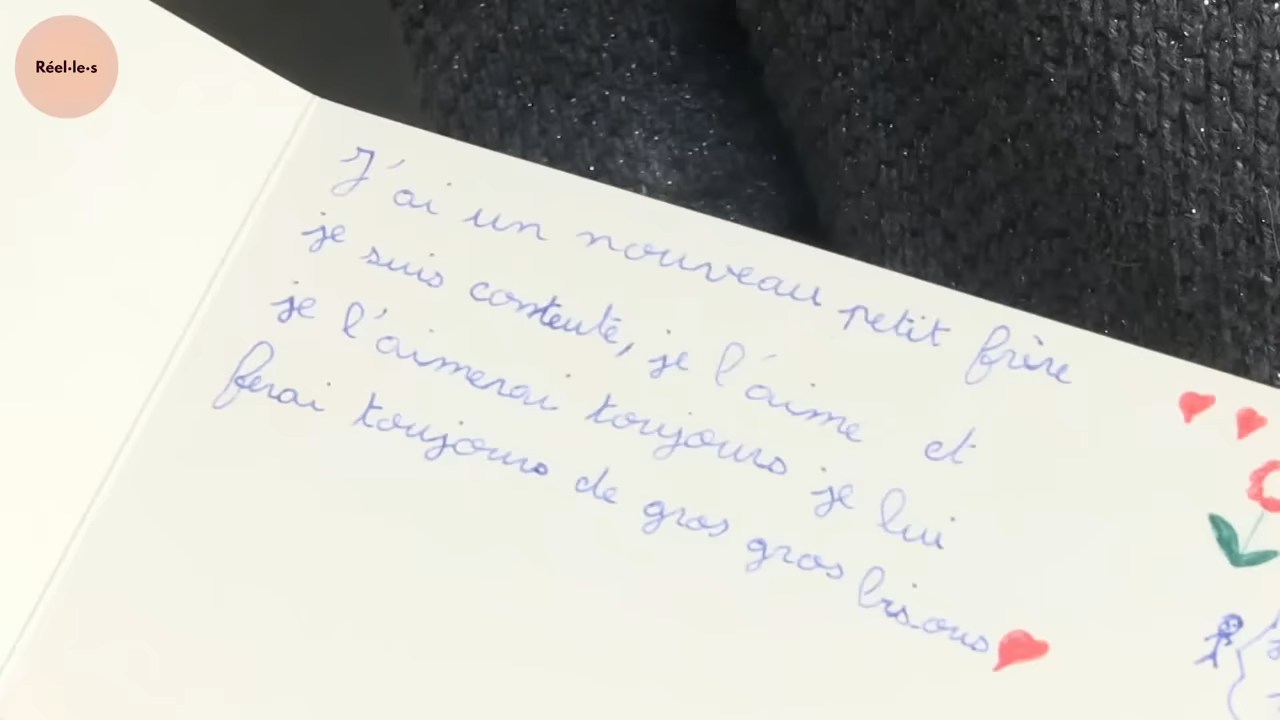 Réel·le·s
J'ai un nouveau petit frère
je suis contente, je l'aime et
je l'aimerai toujours je lui
ferai toujours de gros gros bisous